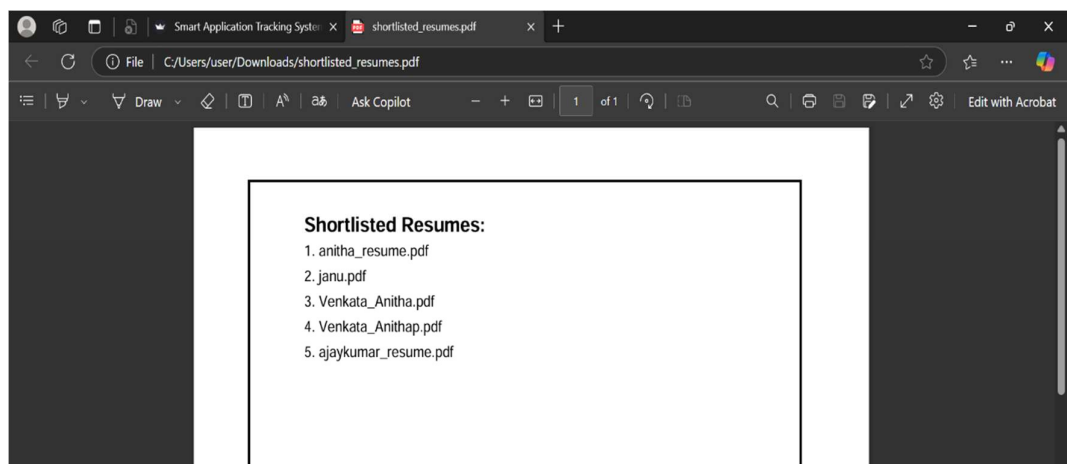 Smart Application Tracking System
shortlisted_resumes.pdf
File
C:/Users/user/Downloads/shortlisted_resumes.pdf
Draw
Ask Copilot
1 of 1
Edit with Acrobat
Shortlisted Resumes:
1. anitha_resume.pdf
2. janu.pdf
3. Venkata_Anitha.pdf
4. Venkata_Anithap.pdf
5. ajaykumar_resume.pdf